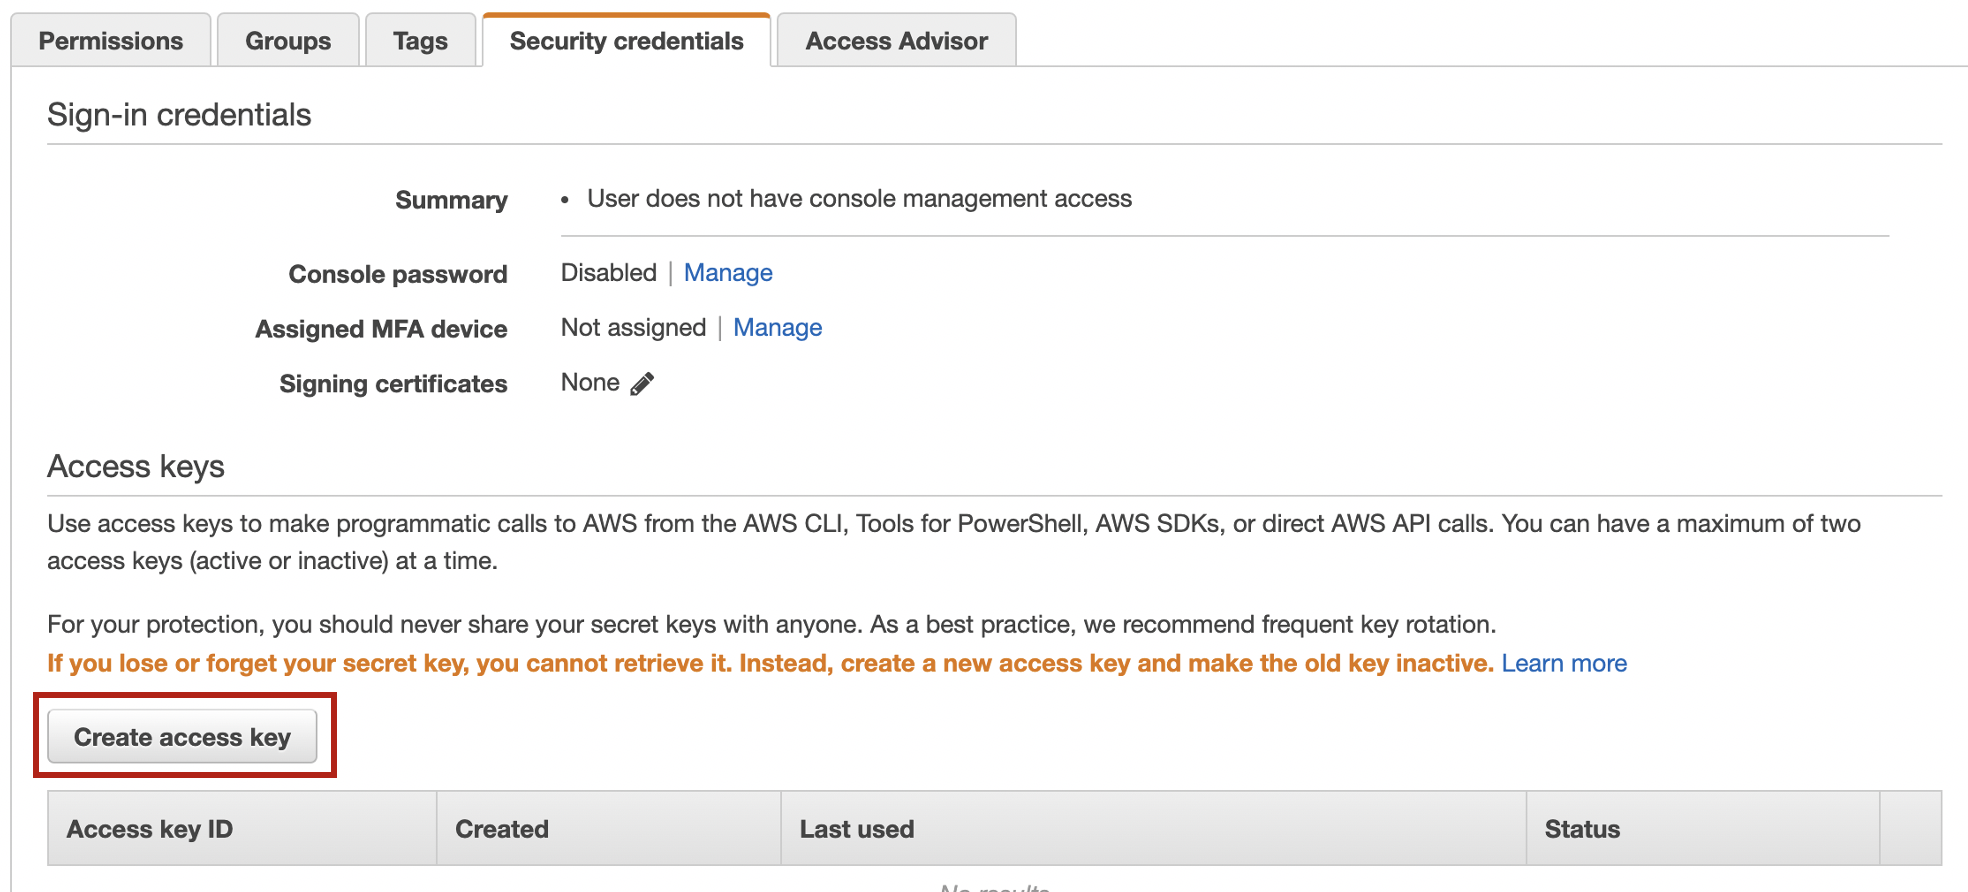 Permissions Groups Tags Security credentials Access Advisor
Sign-in credentials
Summary • User does not have console management access
Console password Disabled | Manage
Assigned MFA device Not assigned | Manage
Signing certificates None
Access keys
Use access keys to make programmatic calls to AWS from the AWS CLI, Tools for PowerShell, AWS SDKs, or direct AWS API calls. You can have a maximum of two
access keys (active or inactive) at a time.
For your protection, you should never share your secret keys with anyone. As a best practice, we recommend frequent key rotation.
If you lose or forget your secret key, you cannot retrieve it. Instead, create a new access key and make the old key inactive. Learn more
Create access key
Access key ID Created Last used Status
No results